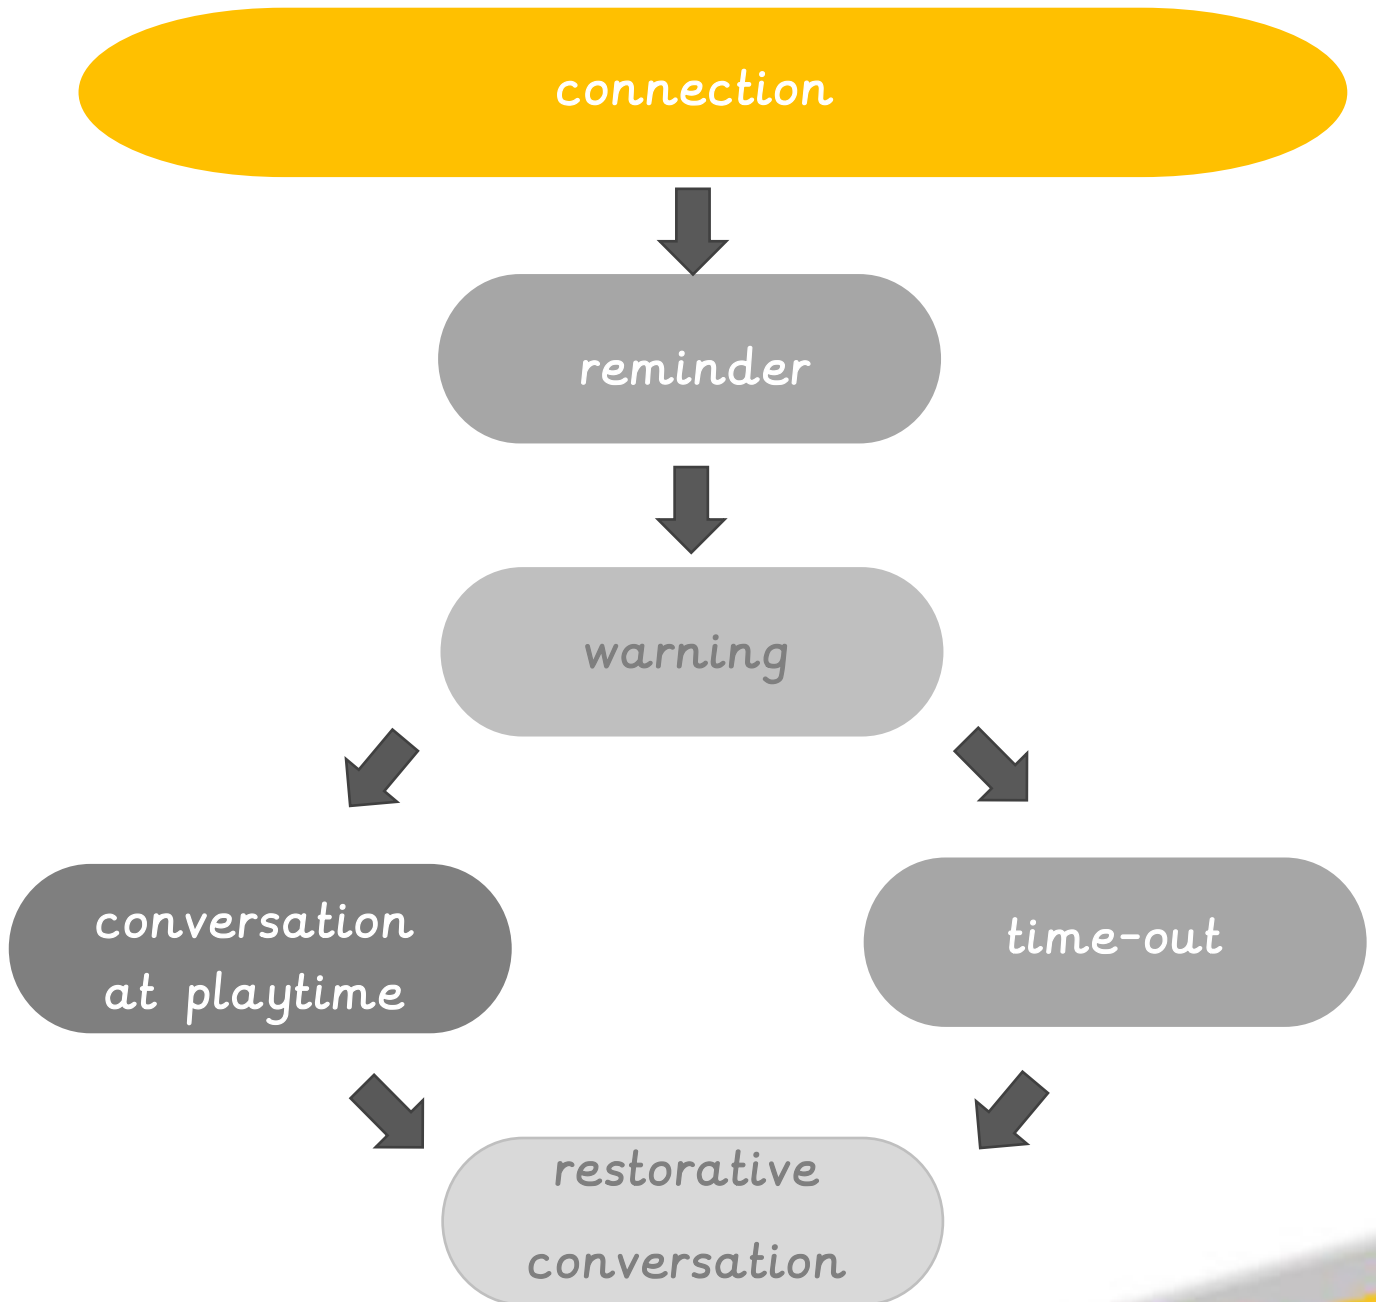 connection
reminder
warning
conversation
at playtime
time-out
restorative
conversation